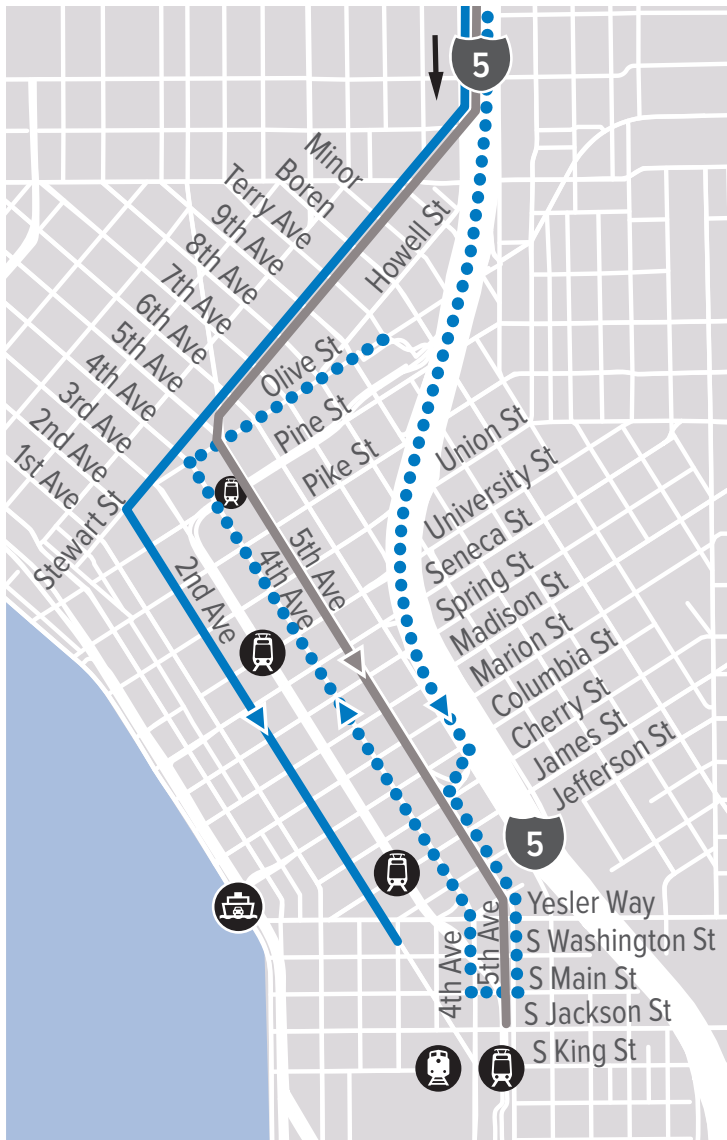 5
Minor
Boren
Terry Ave
9th Ave
8th Ave
7th Ave
6th Ave
5th Ave
4th Ave
3rd Ave
2nd Ave
1st Ave
Stewart St
Howell St
Olive St
Pine St
Pike St
Union St
University St
Seneca St
Spring St
Madison St
Marion St
Columbia St
Cherry St
James St
Jefferson St
2nd Ave
4th Ave
5th Ave
5
4th Ave
5th Ave
Yesler Way
S Washington St
S Main St
S Jackson St
S King St